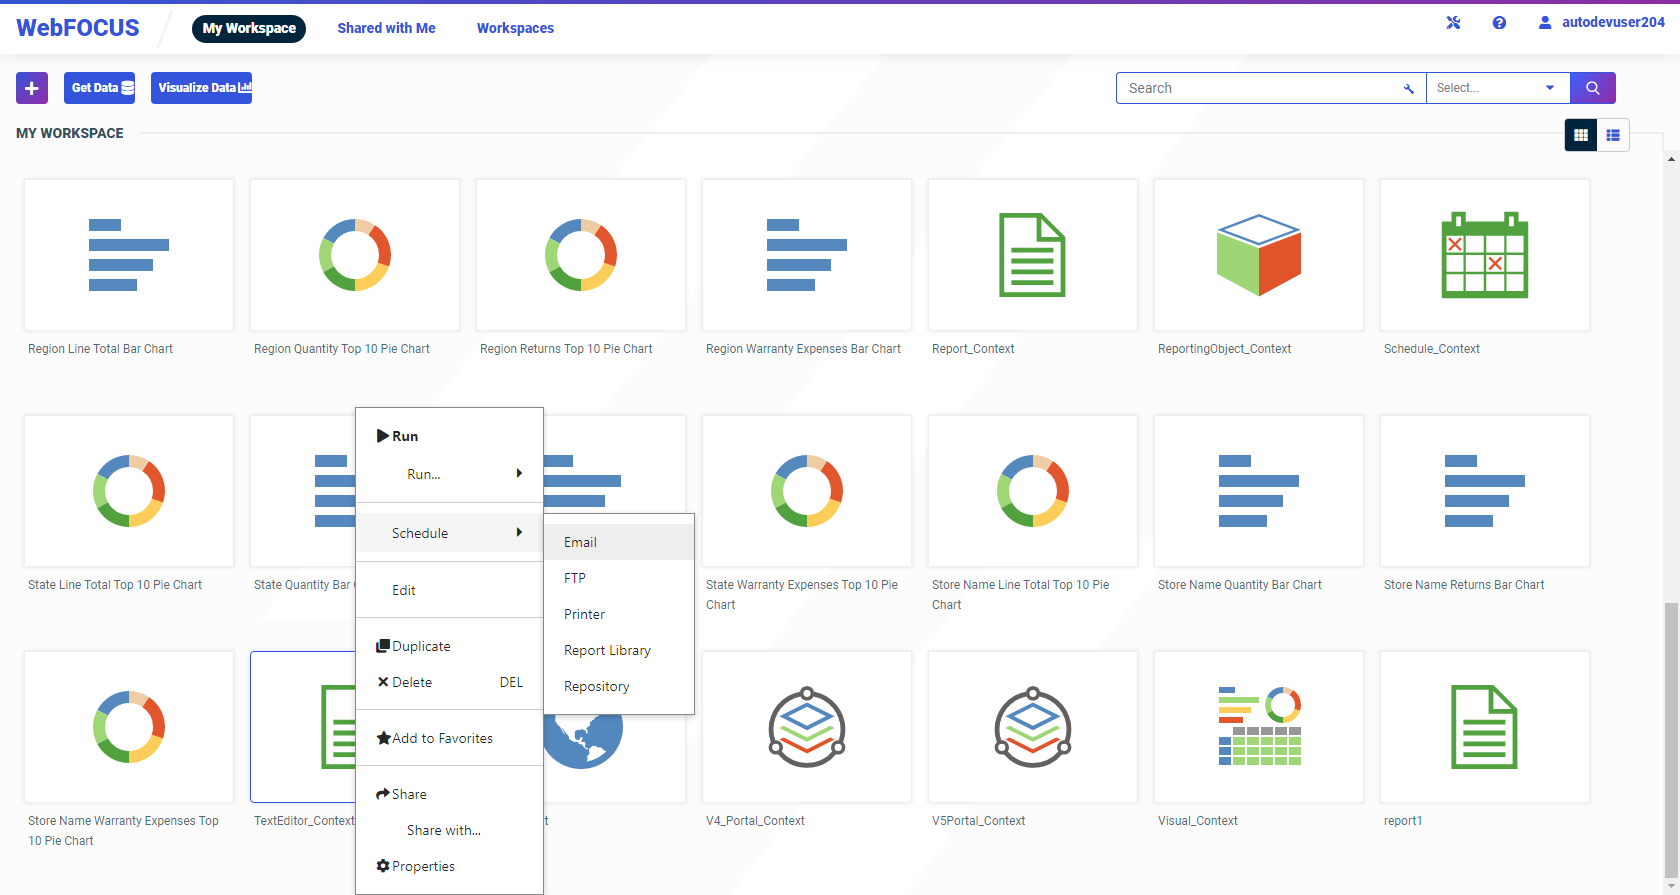 WebFOCUS
My Workspace
Shared with Me
Workspaces
autodevuser204
Get Data
Visualize Data
Search
Select...
MY WORKSPACE
Region Line Total Bar Chart
Region Quantity Top 10 Pie Chart
Region Returns Top 10 Pie Chart
Region Warranty Expenses Bar Chart
Report_Context
ReportingObject_Context
Schedule_Context
State Line Total Top 10 Pie Chart
State Quantity Bar
State Warranty Expenses Top 10 Pie
Chart
Store Name Line Total Top 10 Pie
Chart
Store Name Quantity Bar Chart
Store Name Returns Bar Chart
Run
Run...
Schedule
Edit
Duplicate
Delete DEL
Add to Favorites
Share
Share with...
Properties
Email
FTP
Printer
Report Library
Repository
Store Name Warranty Expenses Top
10 Pie Chart
TextEditor_Context
V4_Portal_Context
V5Portal_Context
Visual_Context
report1